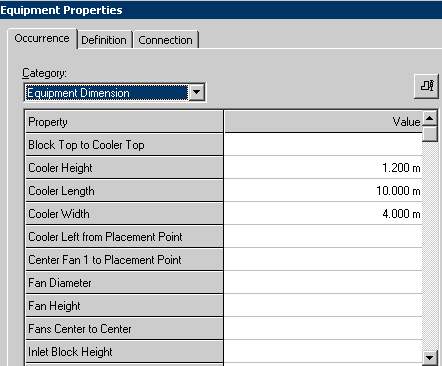 Equipment Properties
Occurrence Definition Connection
Category:
Equipment Dimension
Property Value
Block Top to Cooler Top
Cooler Height 1.200 m
Cooler Length 10.000 m
Cooler Width 4.000 m
Cooler Left from Placement Point
Center Fan 1 to Placement Point
Fan Diameter
Fan Height
Fans Center to Center
Inlet Block Height